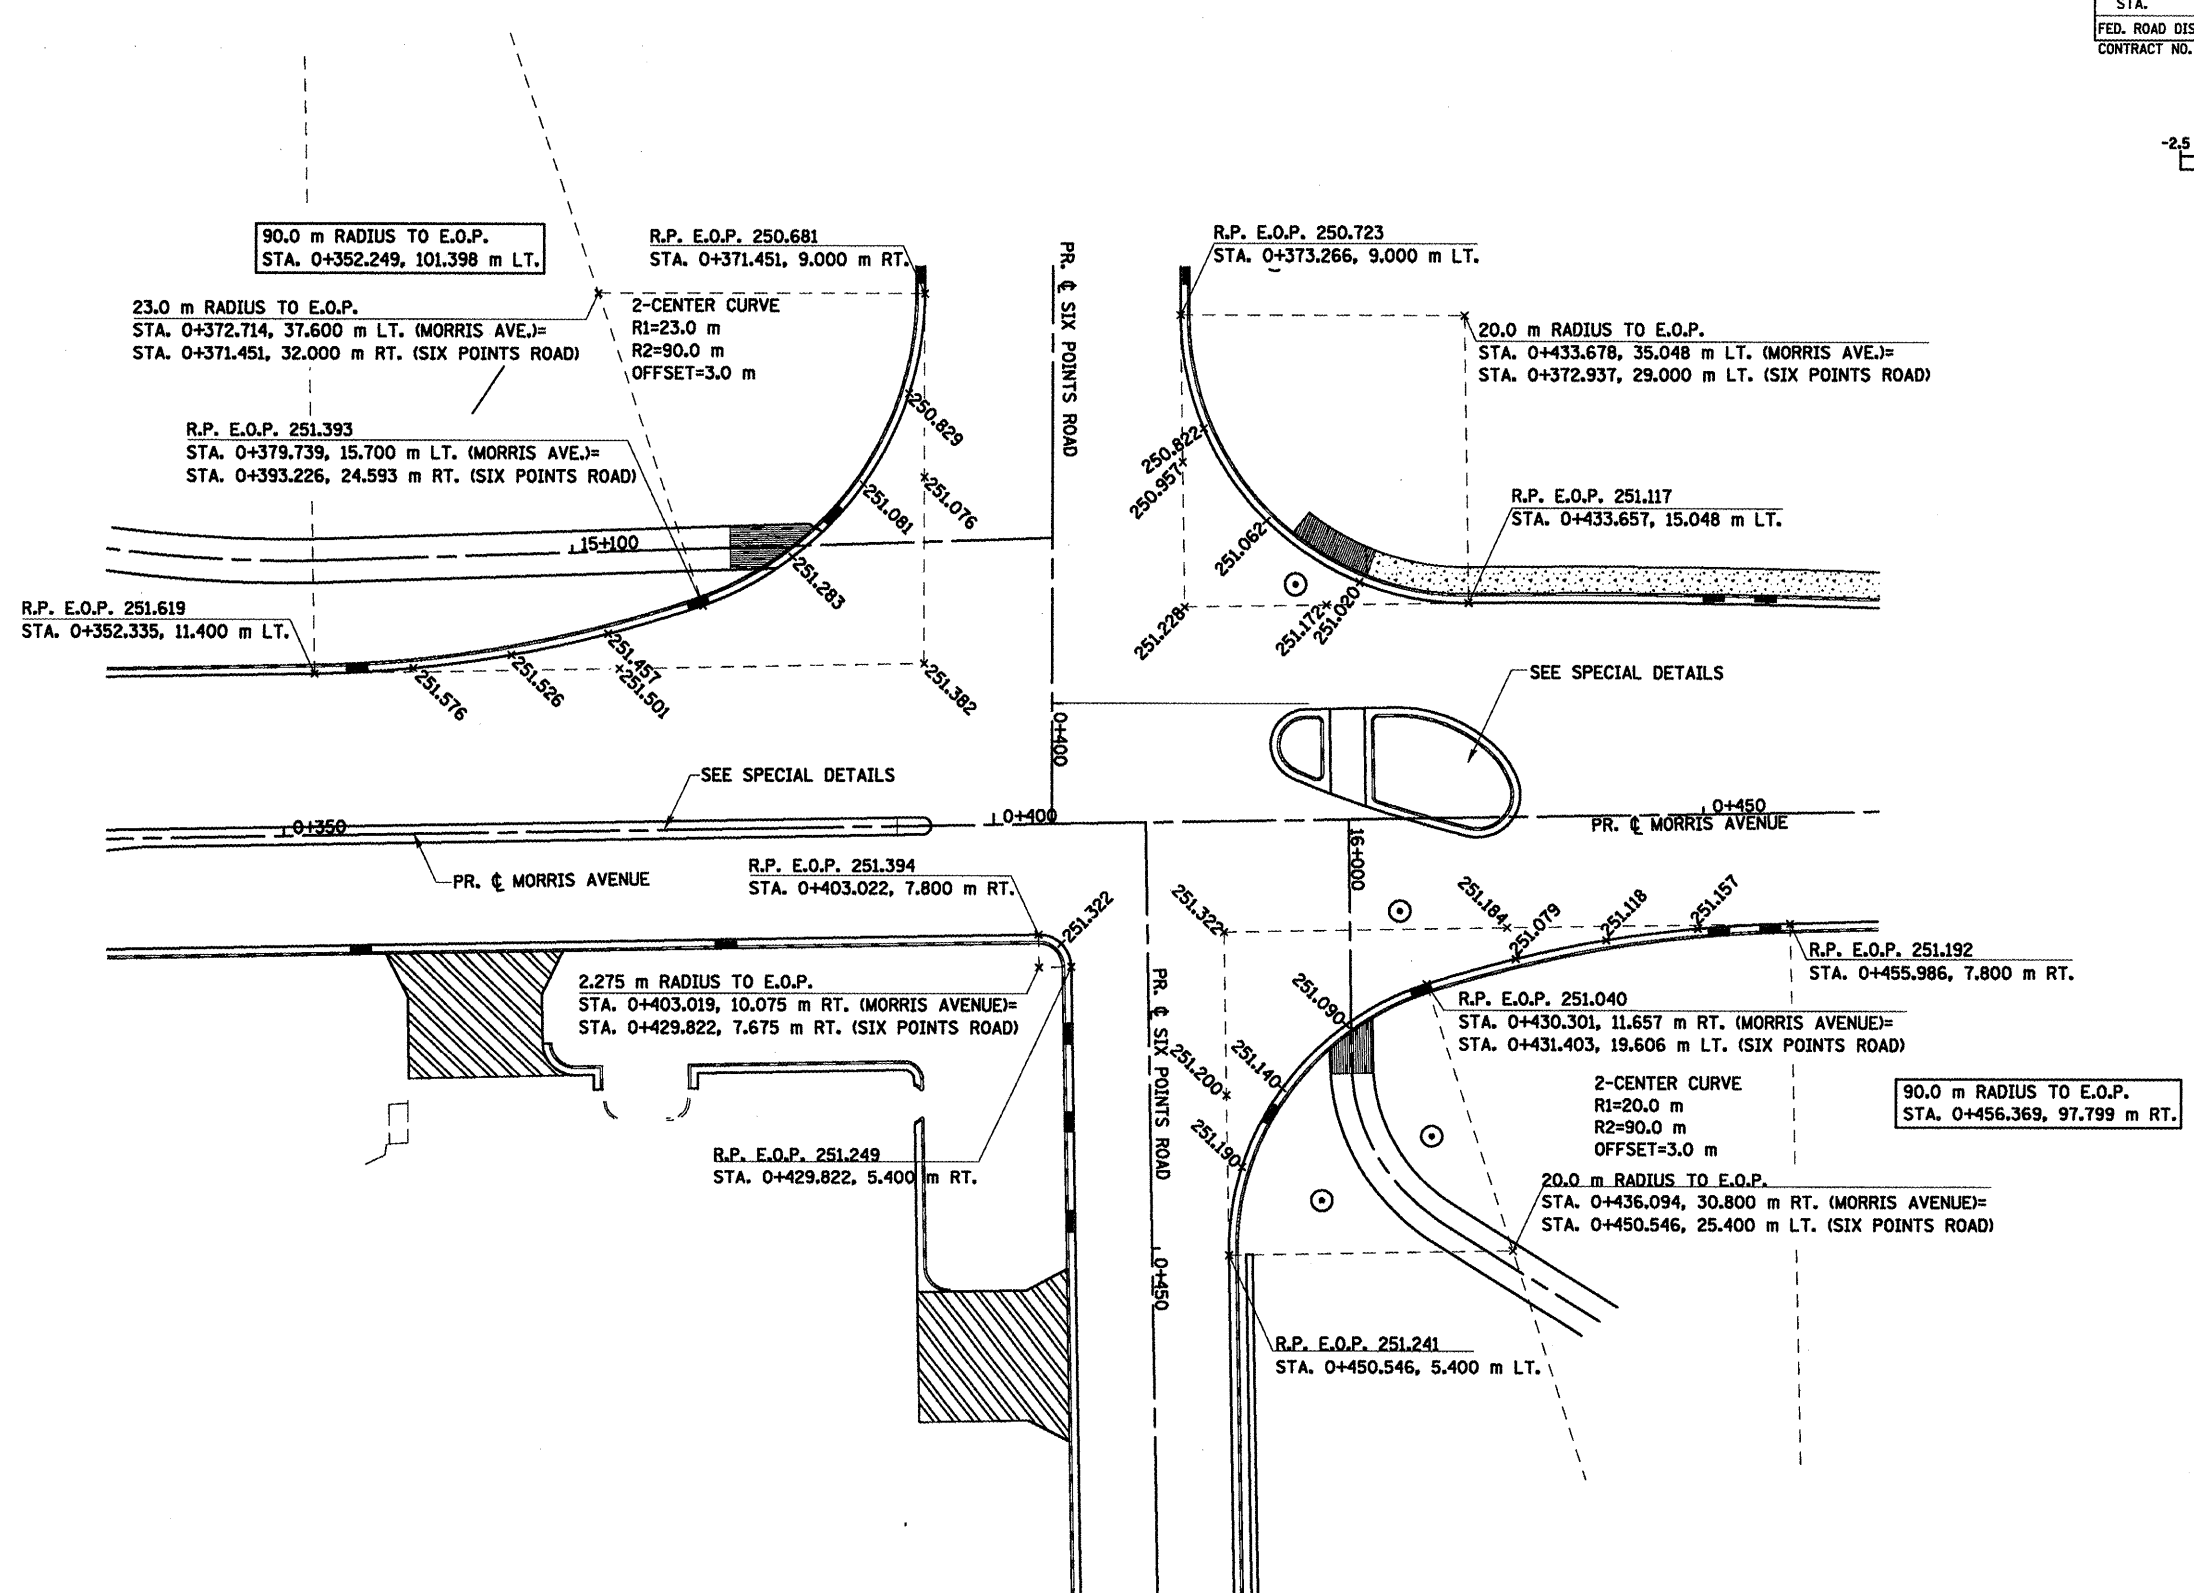 STA.
FED. ROAD DIS
CONTRACT NO.
-2.5
90.0 m RADIUS TO E.O.P.
STA. 0+352.249, 101.398 m LT.
R.P. E.O.P. 250.681
STA. 0+371.451, 9.000 m RT.
PR. ℄ SIX POINTS ROAD
R.P. E.O.P. 250.723
STA. 0+373.266, 9.000 m LT.
23.0 m RADIUS TO E.O.P.
STA. 0+372.714, 37.600 m LT. (MORRIS AVE.)=
STA. 0+371.451, 32.000 m RT. (SIX POINTS ROAD)
2-CENTER CURVE
R1=23.0 m
R2=90.0 m
OFFSET=3.0 m
20.0 m RADIUS TO E.O.P.
STA. 0+433.678, 35.048 m LT. (MORRIS AVE.)=
STA. 0+372.937, 29.000 m LT. (SIX POINTS ROAD)
R.P. E.O.P. 251.393
STA. 0+379.739, 15.700 m LT. (MORRIS AVE.)=
STA. 0+393.226, 24.593 m RT. (SIX POINTS ROAD)
250.829
251.081
251.076
250.822
250.957
251.062
R.P. E.O.P. 251.117
STA. 0+433.657, 15.048 m LT.
15+100
251.283
R.P. E.O.P. 251.619
STA. 0+352.335, 11.400 m LT.
251.576
251.526
251.457
251.501
251.382
251.228
251.172
251.020
SEE SPECIAL DETAILS
0+400
SEE SPECIAL DETAILS
0+350
0+400
0+450
PR. ℄ MORRIS AVENUE
PR. ℄ MORRIS AVENUE
16+000
R.P. E.O.P. 251.394
STA. 0+403.022, 7.800 m RT.
251.322
251.322
251.184
251.079
251.118
251.157
R.P. E.O.P. 251.192
STA. 0+455.986, 7.800 m RT.
2.275 m RADIUS TO E.O.P.
STA. 0+403.019, 10.075 m RT. (MORRIS AVENUE)=
STA. 0+429.822, 7.675 m RT. (SIX POINTS ROAD)
PR. ℄ SIX POINTS ROAD
251.090
251.140
251.200
251.190
R.P. E.O.P. 251.040
STA. 0+430.301, 11.657 m RT. (MORRIS AVENUE)=
STA. 0+431.403, 19.606 m LT. (SIX POINTS ROAD)
2-CENTER CURVE
R1=20.0 m
R2=90.0 m
OFFSET=3.0 m
90.0 m RADIUS TO E.O.P.
STA. 0+456.369, 97.799 m RT.
R.P. E.O.P. 251.249
STA. 0+429.822, 5.400 m RT.
20.0 m RADIUS TO E.O.P.
STA. 0+436.094, 30.800 m RT. (MORRIS AVENUE)=
STA. 0+450.546, 25.400 m LT. (SIX POINTS ROAD)
0+450
R.P. E.O.P. 251.241
STA. 0+450.546, 5.400 m LT.